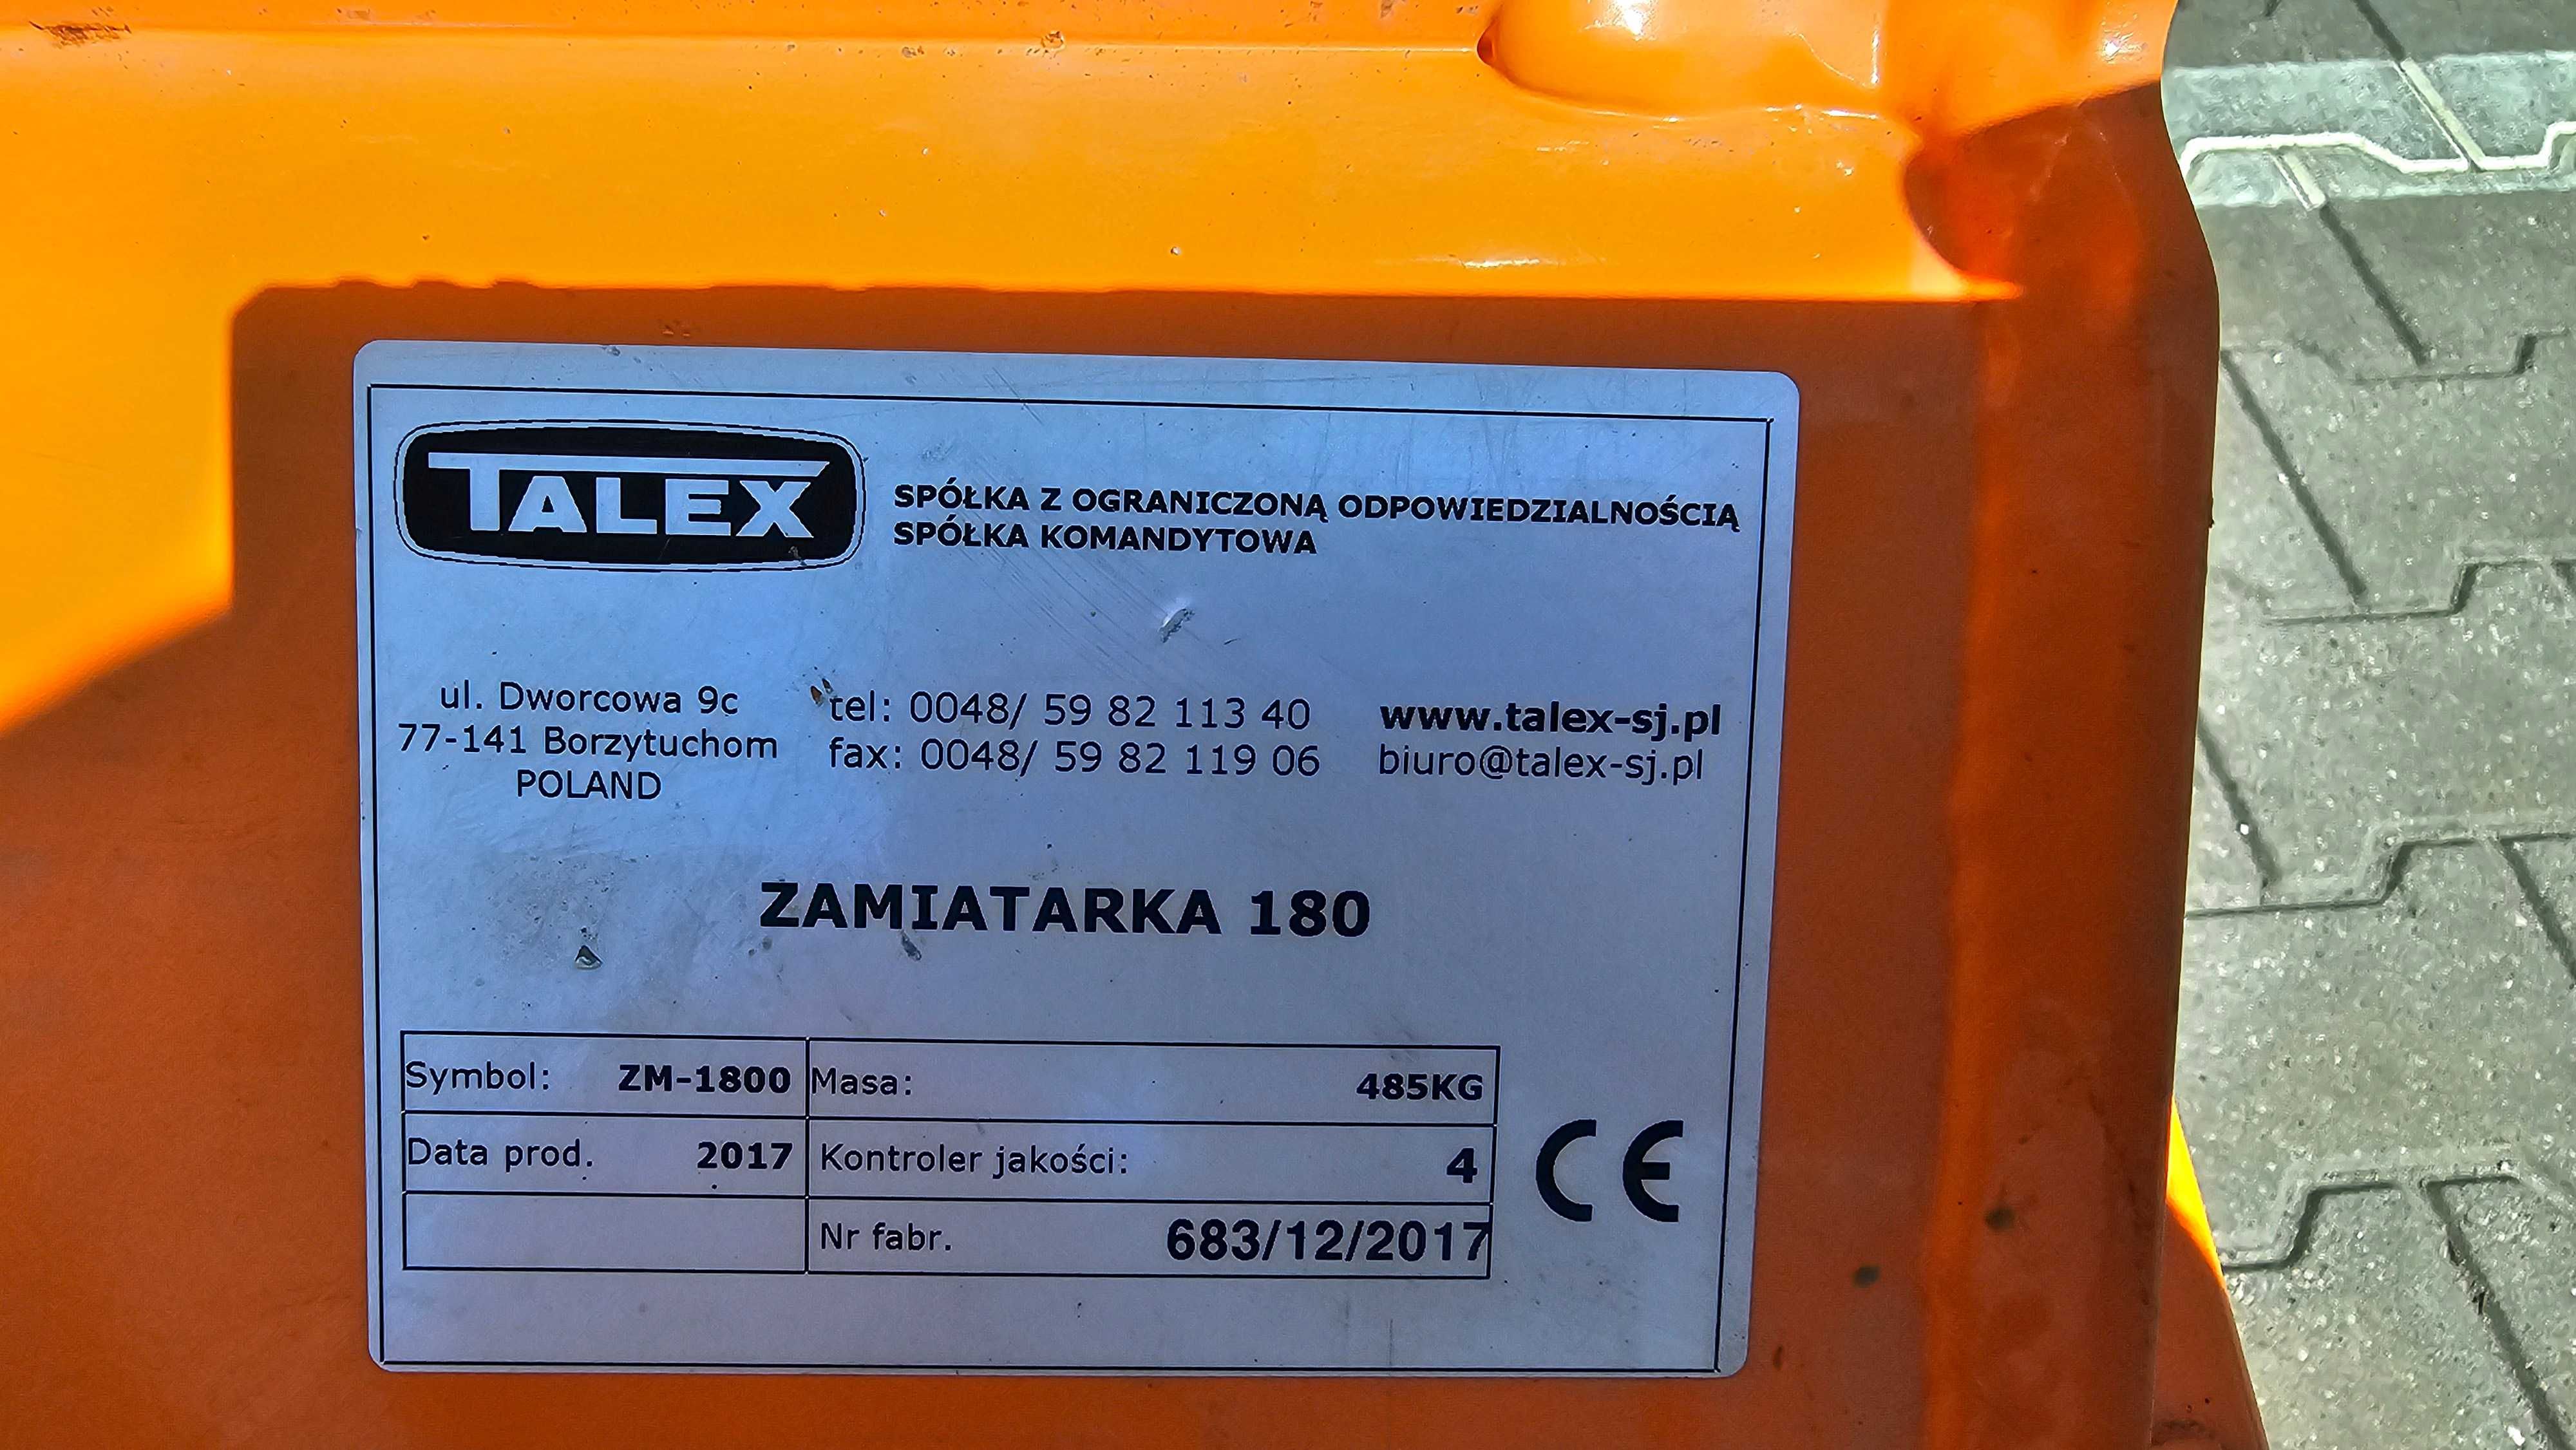 TALEX
SPÓŁKA Z OGRANICZONĄ ODPOWIEDZIALNOŚCIĄ
SPÓŁKA KOMANDYTOWA
ul. Dworcowa 9c
77-141 Borzytuchom
POLAND
tel: 0048/ 59 82 113 40
fax: 0048/ 59 82 119 06
www.talex-sj.pl
biuro@talex-sj.pl
ZAMIATARKA 180
Symbol: ZM-1800 Masa: 485KG
Data prod. 2017 Kontroler jakości: 4
Nr fabr. 683/12/2017
CE